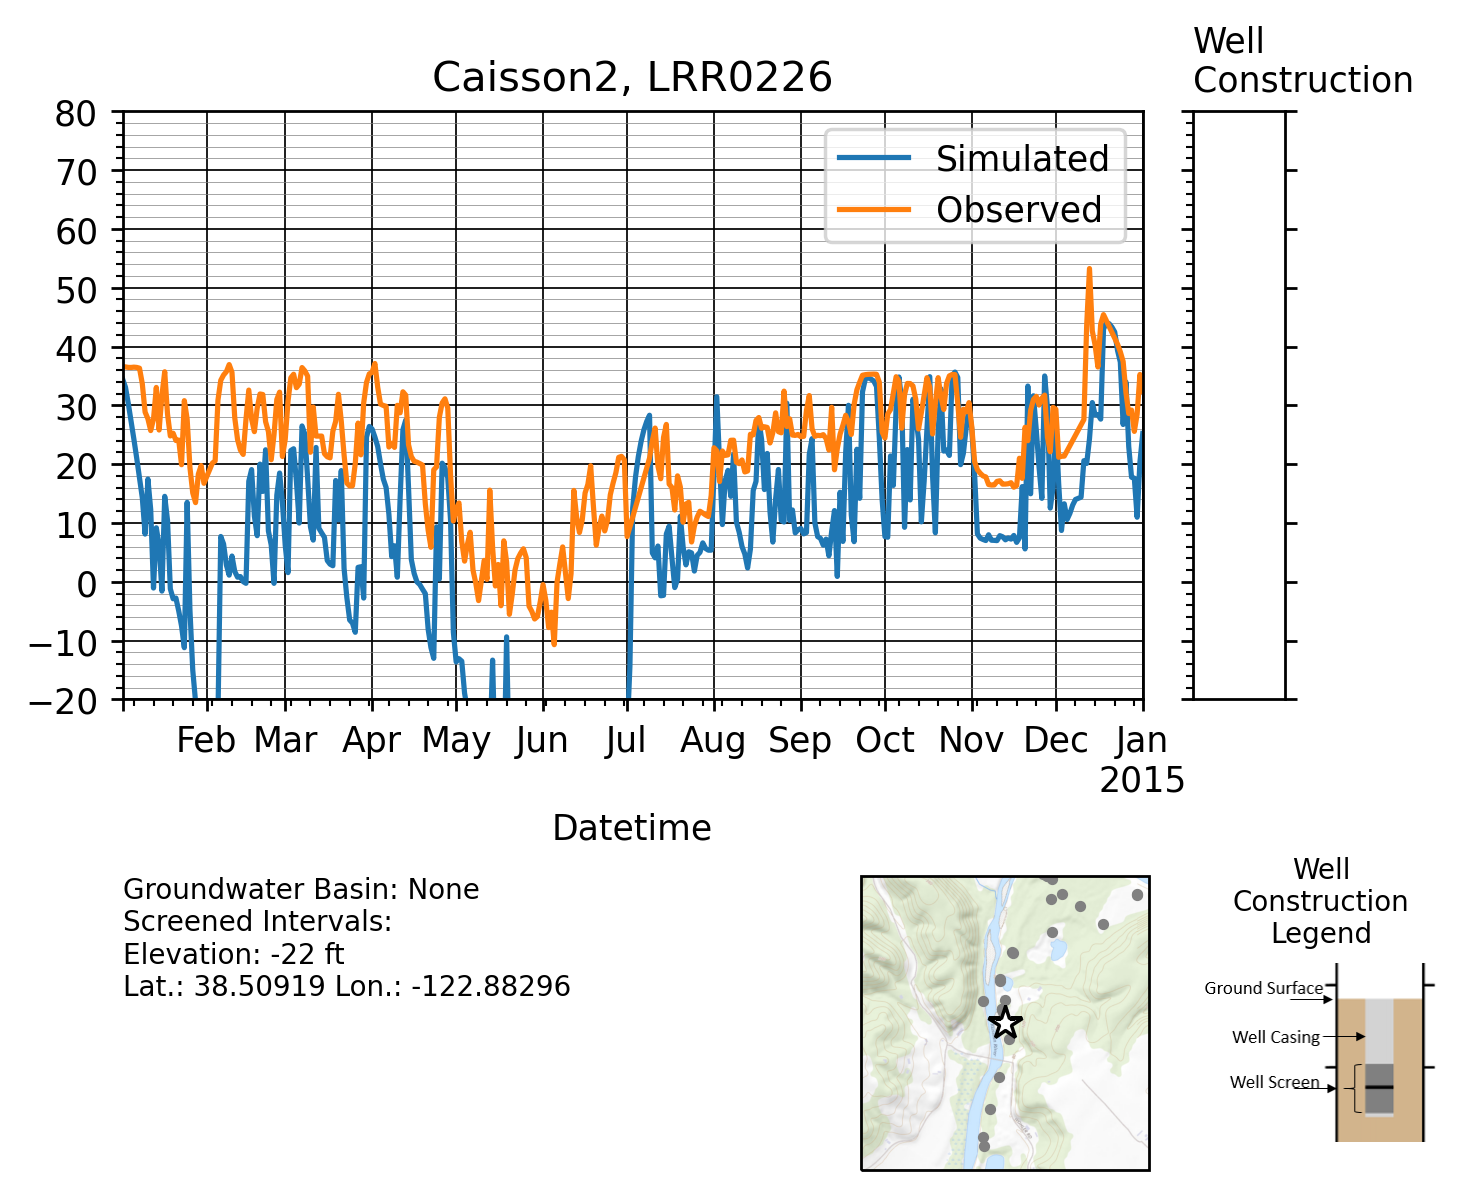 Well
Construction
Caisson2, LRR0226
80
70
60
50
40
30
20
10
0
−10
−20
Simulated
Observed
Feb Mar Apr May Jun Jul Aug Sep Oct Nov Dec Jan
2015
Datetime
Groundwater Basin: None
Screened Intervals:
Elevation: -22 ft
Lat.: 38.50919 Lon.: -122.88296
Well
Construction
Legend
Ground Surface
Well Casing
Well Screen